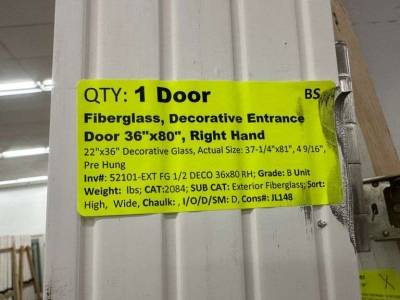 QTY: 1 Door BS
Fiberglass, Decorative Entrance
Door 36"x80", Right Hand
22"x36" Decorative Glass, Actual Size: 37-1/4"x81", 4 9/16",
Pre Hung
Inv#: 52101-EXT FG 1/2 DECO 36x80 RH; Grade: B Unit
Weight: lbs; CAT:2084; SUB CAT: Exterior Fiberglass; Sort:
High, Wide, Chaulk: , I/O/D/SM: D, Cons#: JL148